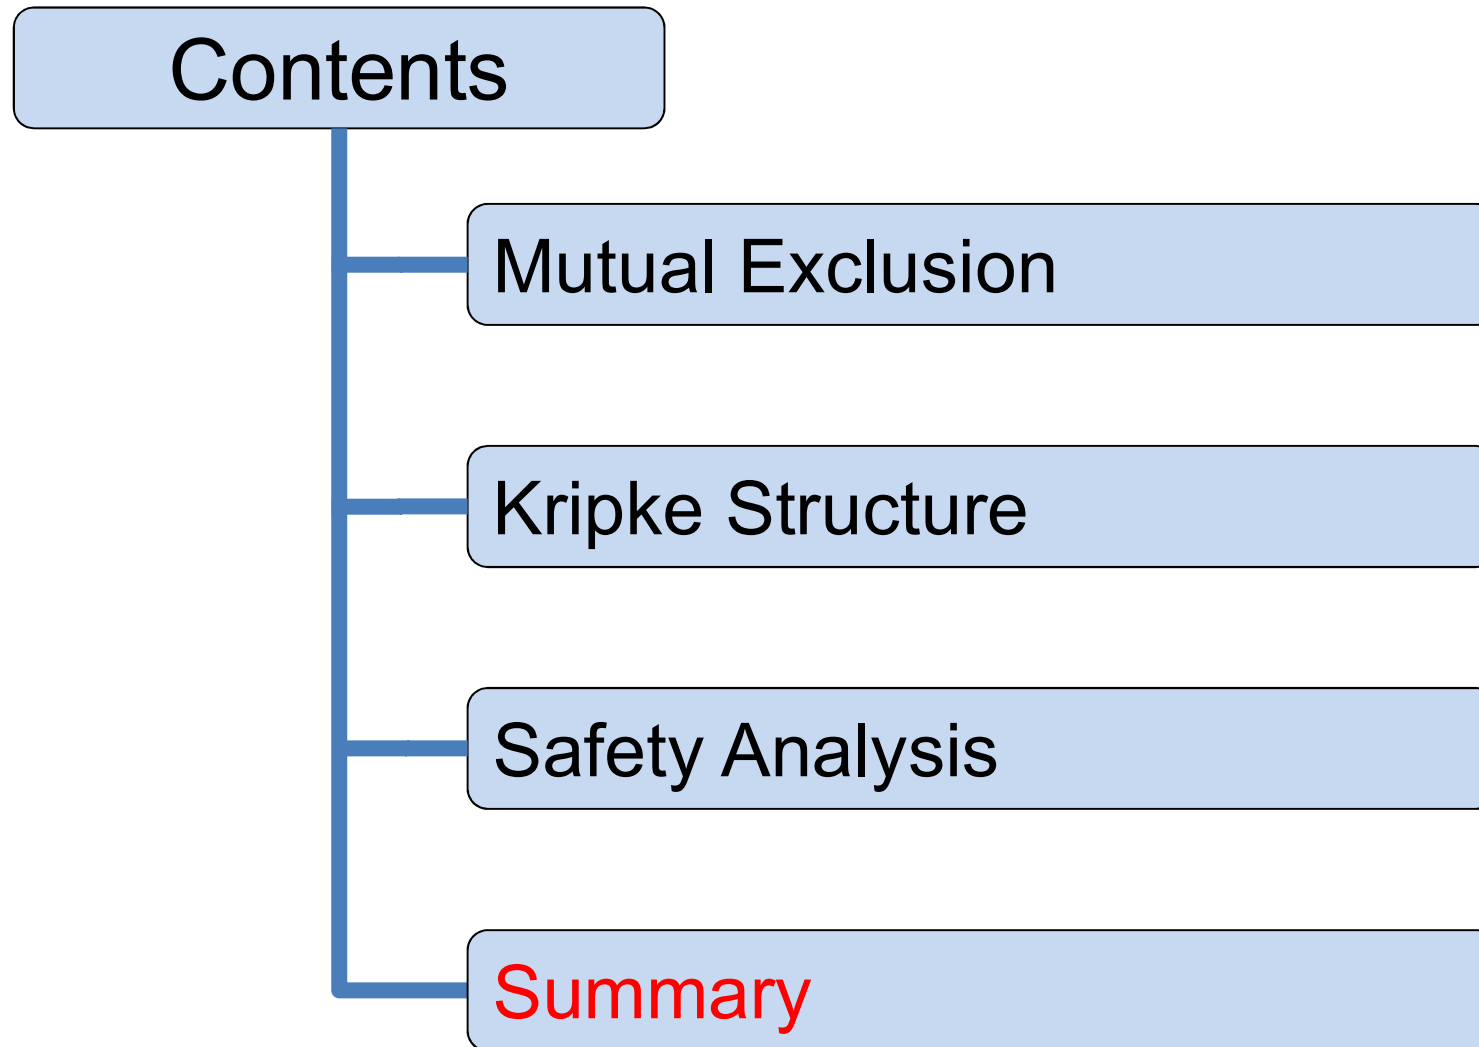 Contents
Mutual Exclusion
Kripke Structure
Safety Analysis
Summary